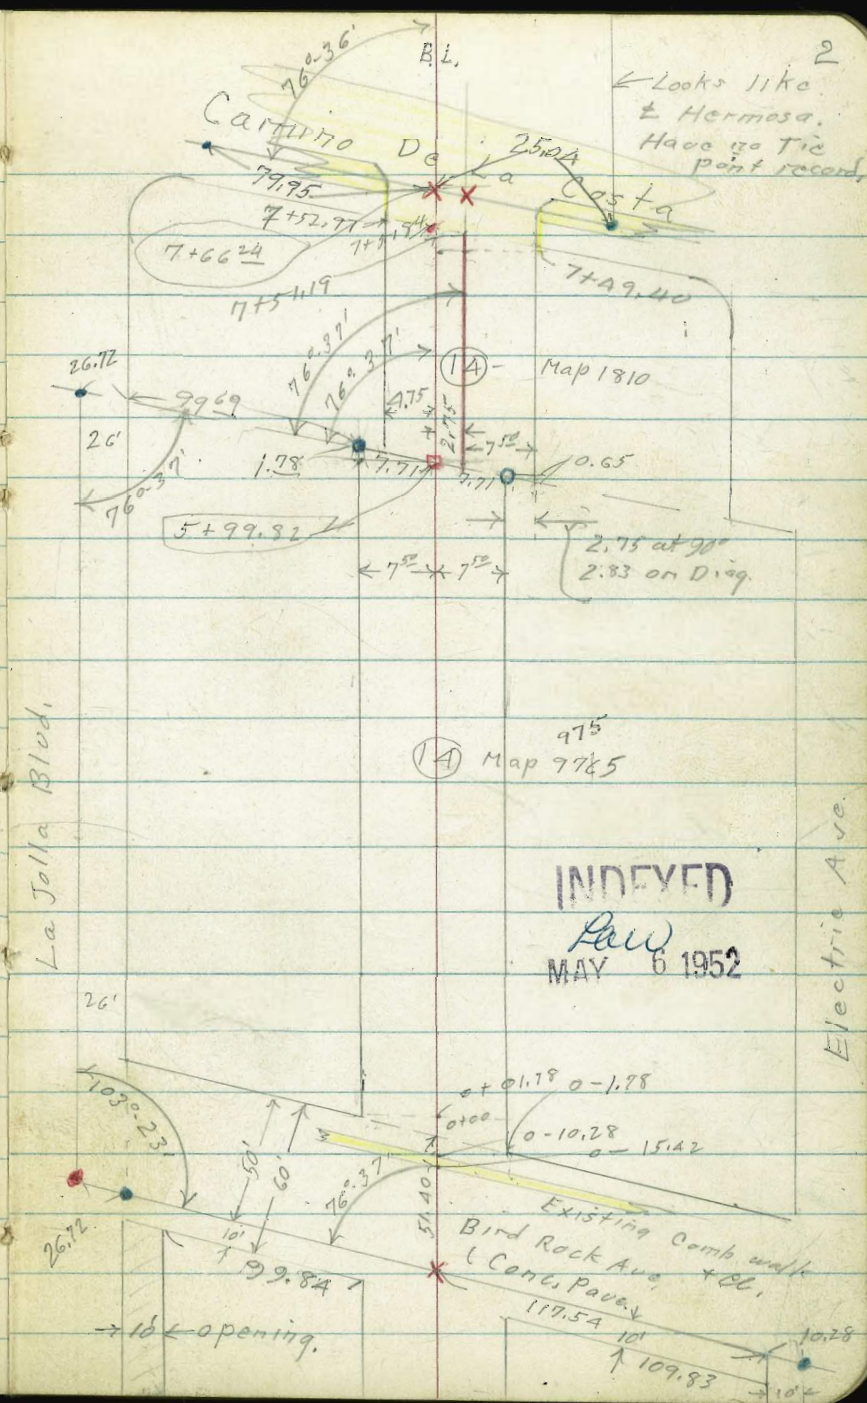 2
B.L.
76°-36'
Looks like
₵ Hermosa.
Have no Tie
point record.
Camino De La Costa
25.04
79.95
7+52.97
7+66 24
7+51.19
7+49.40
76°-37'
76° 37'
14
Map 1810
26.72
99 69
4.75
2.75
26'
7 50
76°-37'
1.78
7.71
7.71
0.65
5+99.82
7 50
7 50
2.75 at 90°
2.83 on Diag.
975
14 Map 9765
La Jolla Blvd.
Electric Ave.
INDEXED
Law
MAY 6 1952
26'
103°-23'
0+01.78
0-1.78
0+00
0-10.28
0-15.42
50'
60'
76°-37'
51.40
Existing Comb walk
+ Cb.
Bird Rock Ave.
Conc. Pave.
26.72
10'
99.84
117.54
10'
109.83
10.28
10'
10' opening.